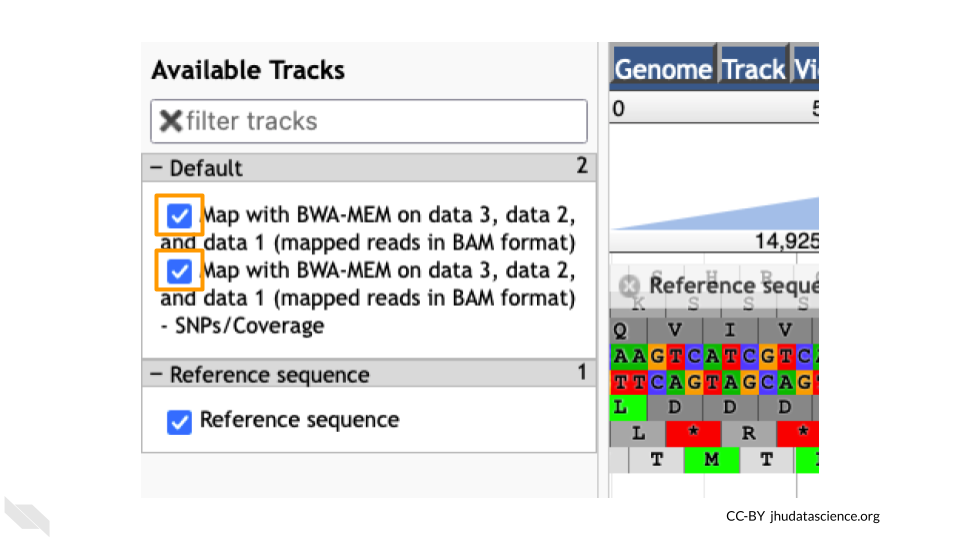 Available Tracks
filter tracks
− Default 2
Map with BWA-MEM on data 3, data 2,
and data 1 (mapped reads in BAM format)
Map with BWA-MEM on data 3, data 2,
and data 1 (mapped reads in BAM format)
- SNPs/Coverage
− Reference sequence 1
Reference sequence
Genome Track
0
14,925
Reference
K S S S
Q V I V
AAGTCATCGTC
TTCAGTAGCAG
L D D D
L * R *
T M T
CC-BY jhudatascience.org